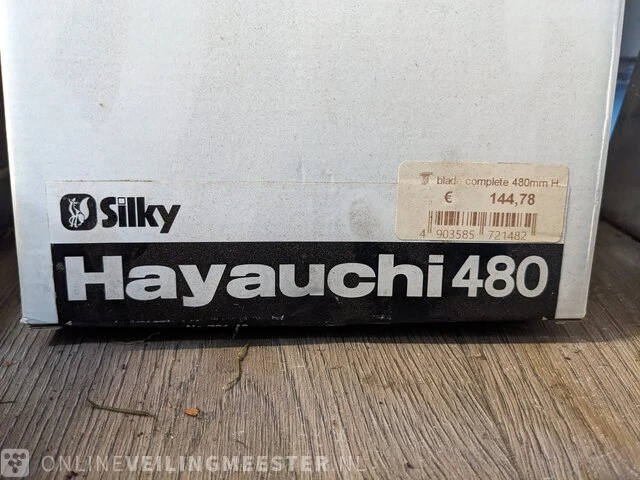 Silky
blade complete 480mm H
€ 144,78
4 903585 721482
Hayauchi 480
ONLINEVEILINGMEESTER.NL